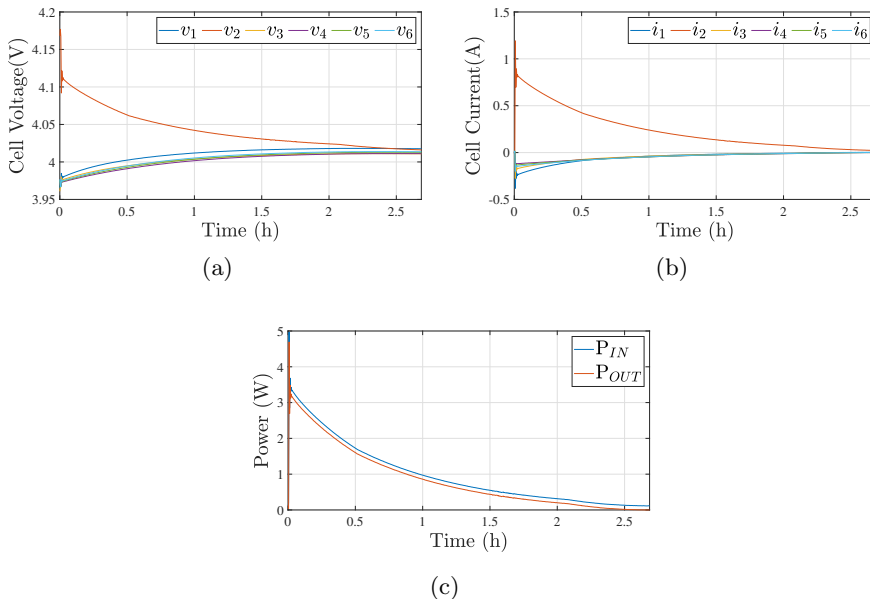 v1 v2 v3 v4 v5 v6
4.2
4.15
4.1
4.05
4
3.95
Cell Voltage(V)
0 0.5 1 1.5 2 2.5
Time (h)
(a)
i1 i2 i3 i4 i5 i6
1.5
1
0.5
0
-0.5
Cell Current(A)
0 0.5 1 1.5 2 2.5
Time (h)
(b)
PIN
POUT
5
4
3
2
1
0
Power (W)
0 0.5 1 1.5 2 2.5
Time (h)
(c)